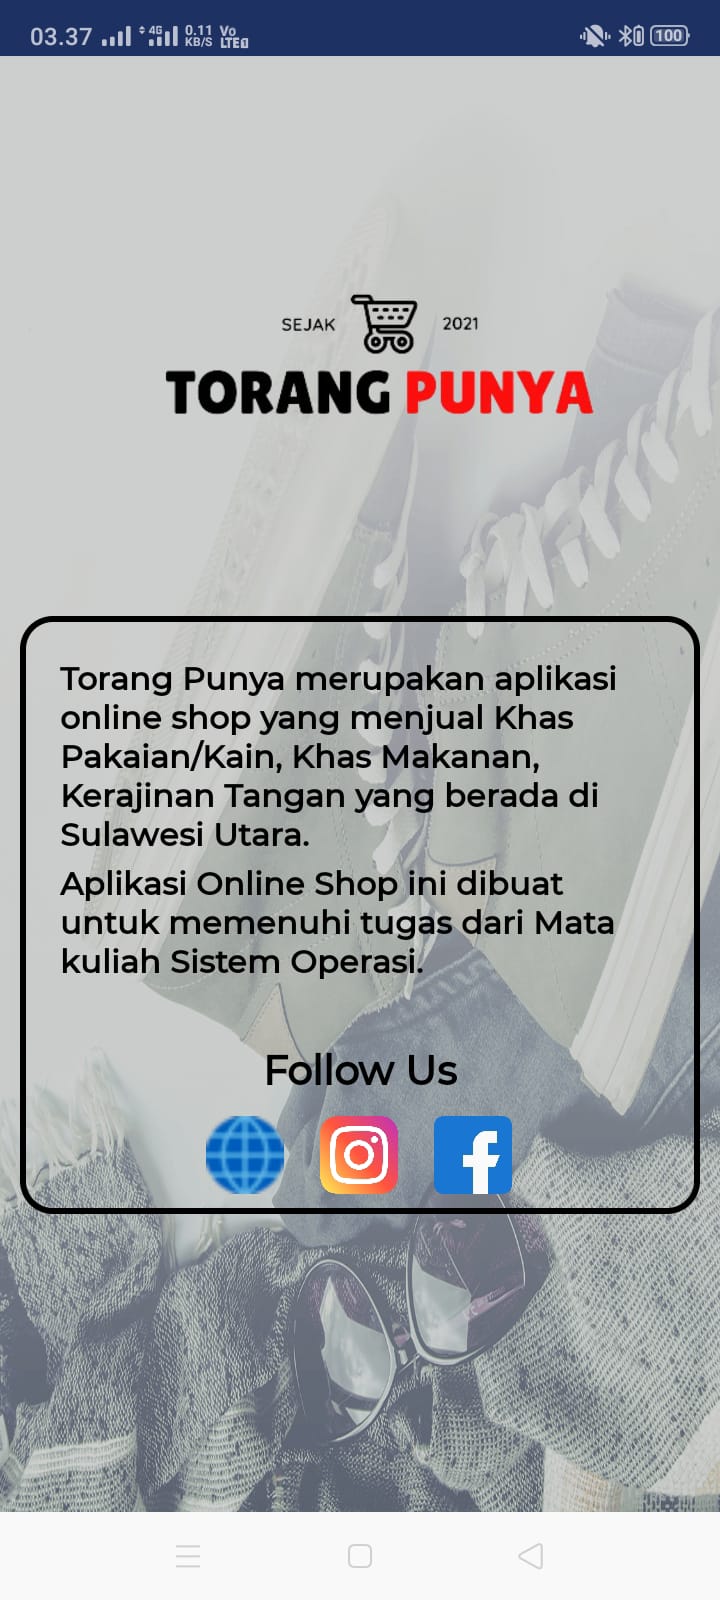 03.37 4G 0.11 KB/S Vo LTE 100
SEJAK 2021
TORANG PUNYA
Torang Punya merupakan aplikasi
online shop yang menjual Khas
Pakaian/Kain, Khas Makanan,
Kerajinan Tangan yang berada di
Sulawesi Utara.
Aplikasi Online Shop ini dibuat
untuk memenuhi tugas dari Mata
kuliah Sistem Operasi.
Follow Us